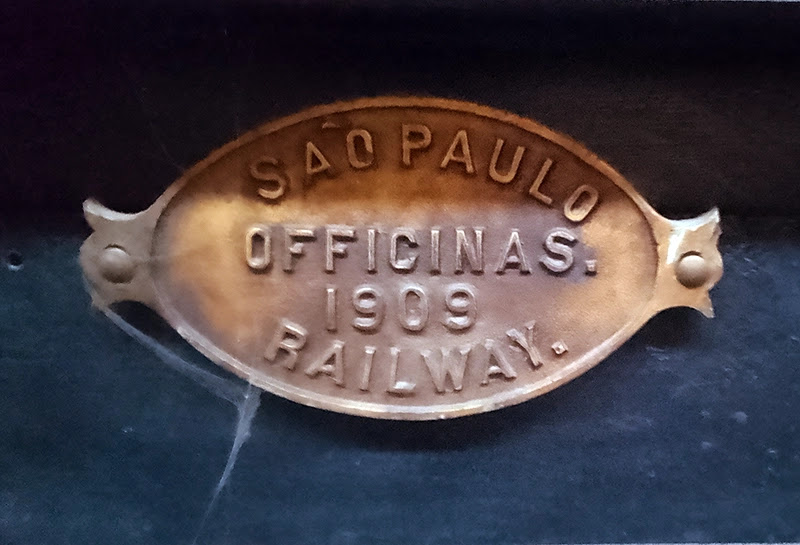 SÃO PAULO
OFFICINAS.
1909
RAILWAY.